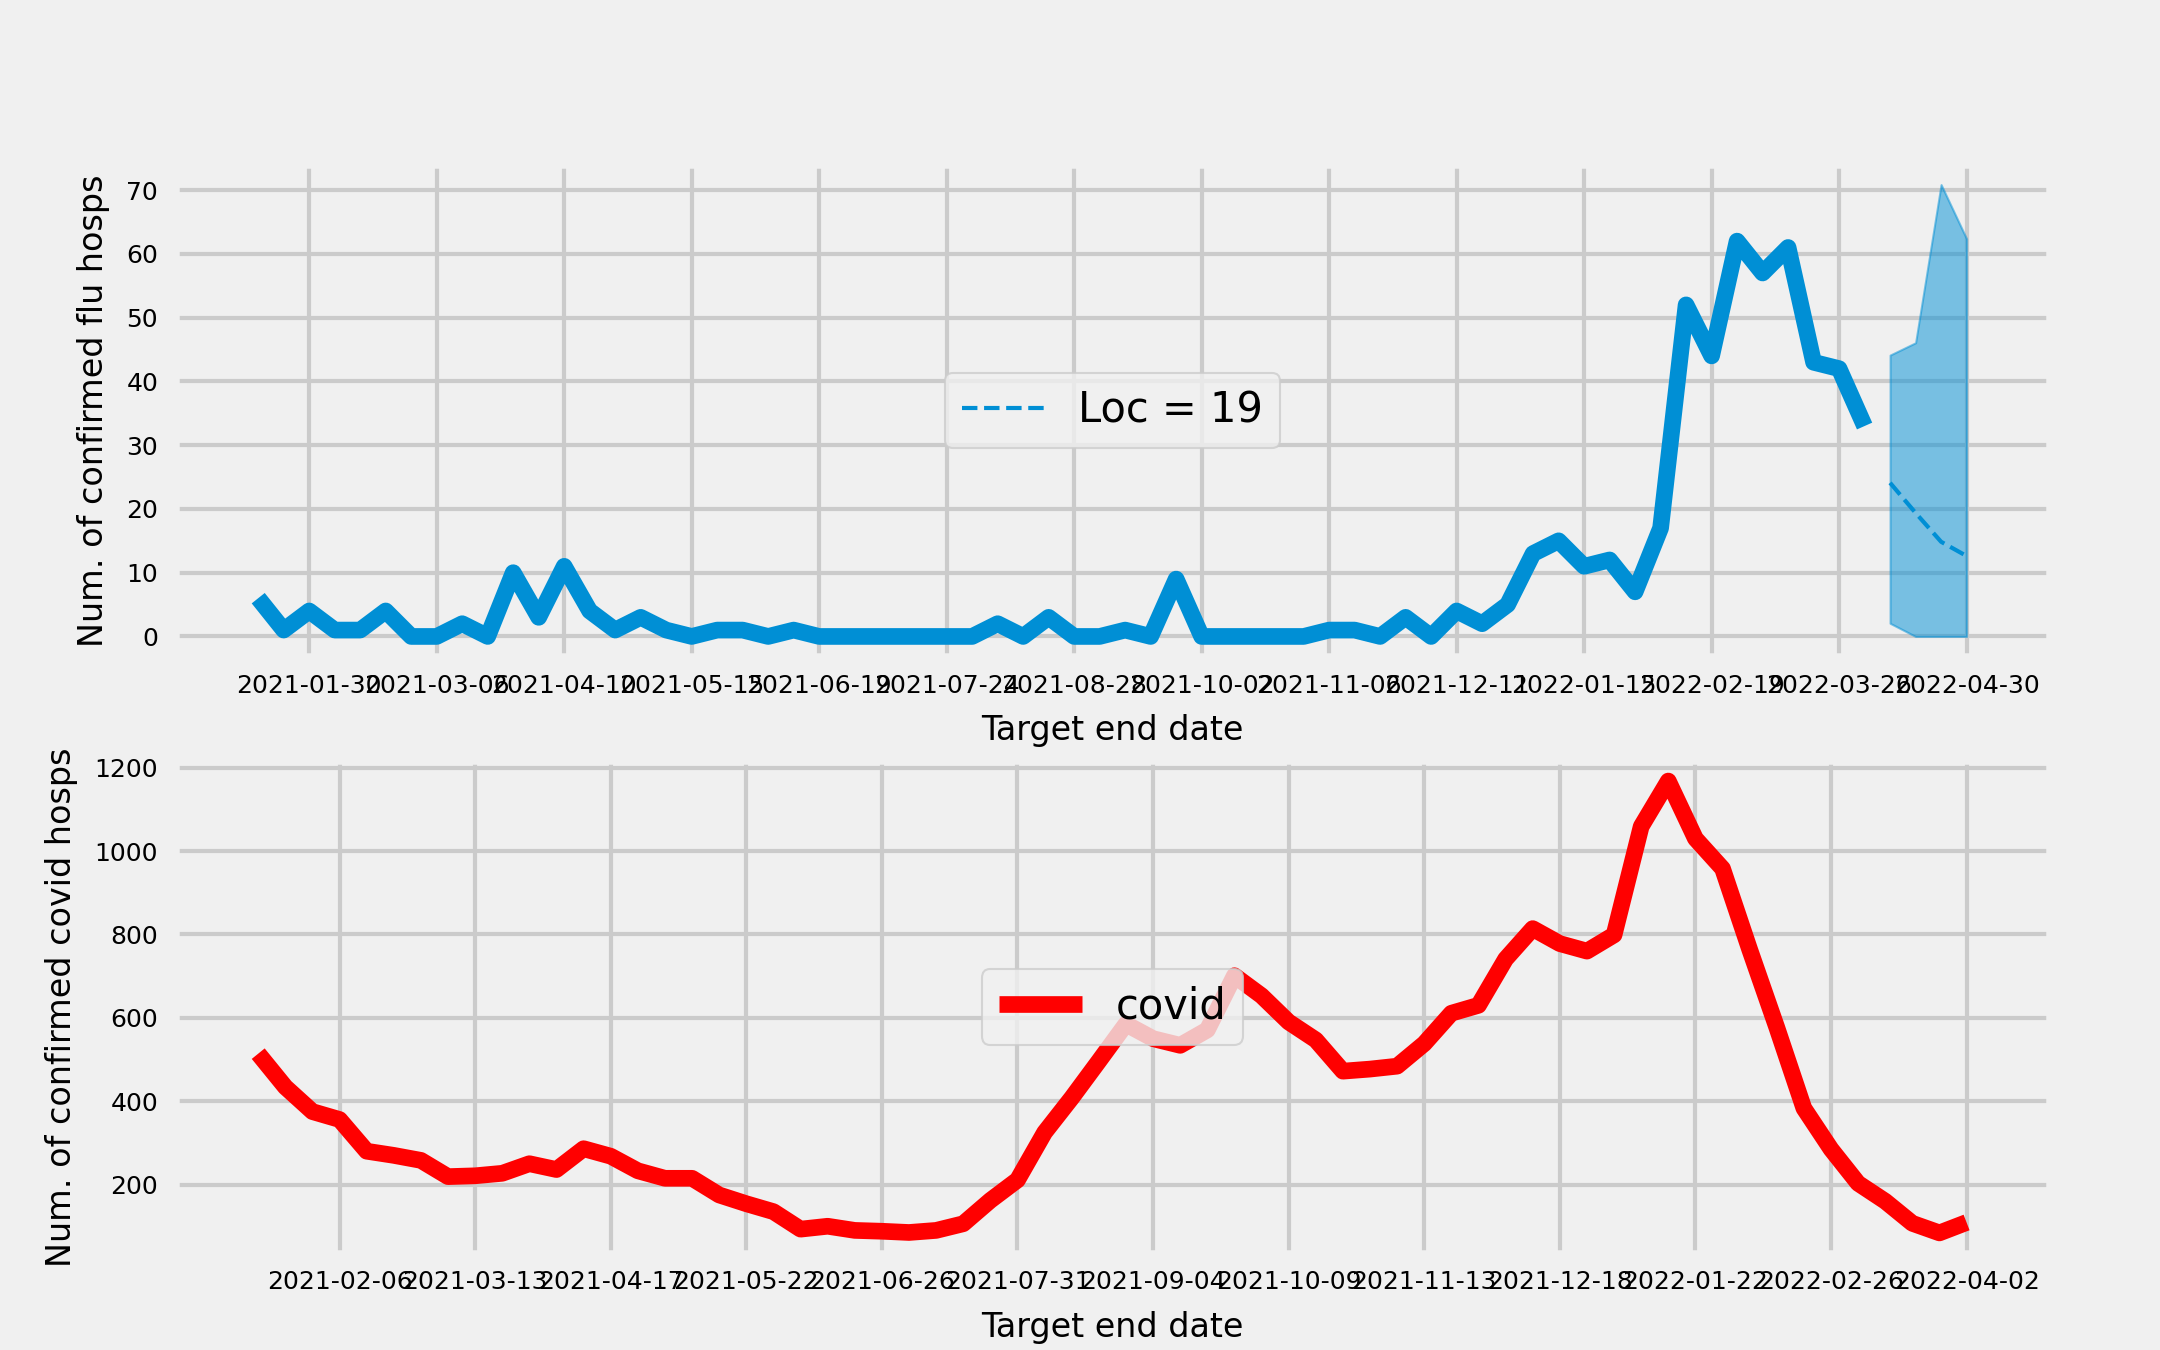 Num. of confirmed flu hosps
70
60
50
40
30
20
10
0
Loc = 19
2021-01-30 2021-03-06 2021-04-10 2021-05-15 2021-06-19 2021-07-24 2021-08-28 2021-10-02 2021-11-06 2021-12-11 2022-01-15 2022-02-19 2022-03-26 2022-04-30
Target end date
Num. of confirmed covid hosps
1200
1000
800
600
400
200
covid
2021-02-06 2021-03-13 2021-04-17 2021-05-22 2021-06-26 2021-07-31 2021-09-04 2021-10-09 2021-11-13 2021-12-18 2022-01-22 2022-02-26 2022-04-02
Target end date